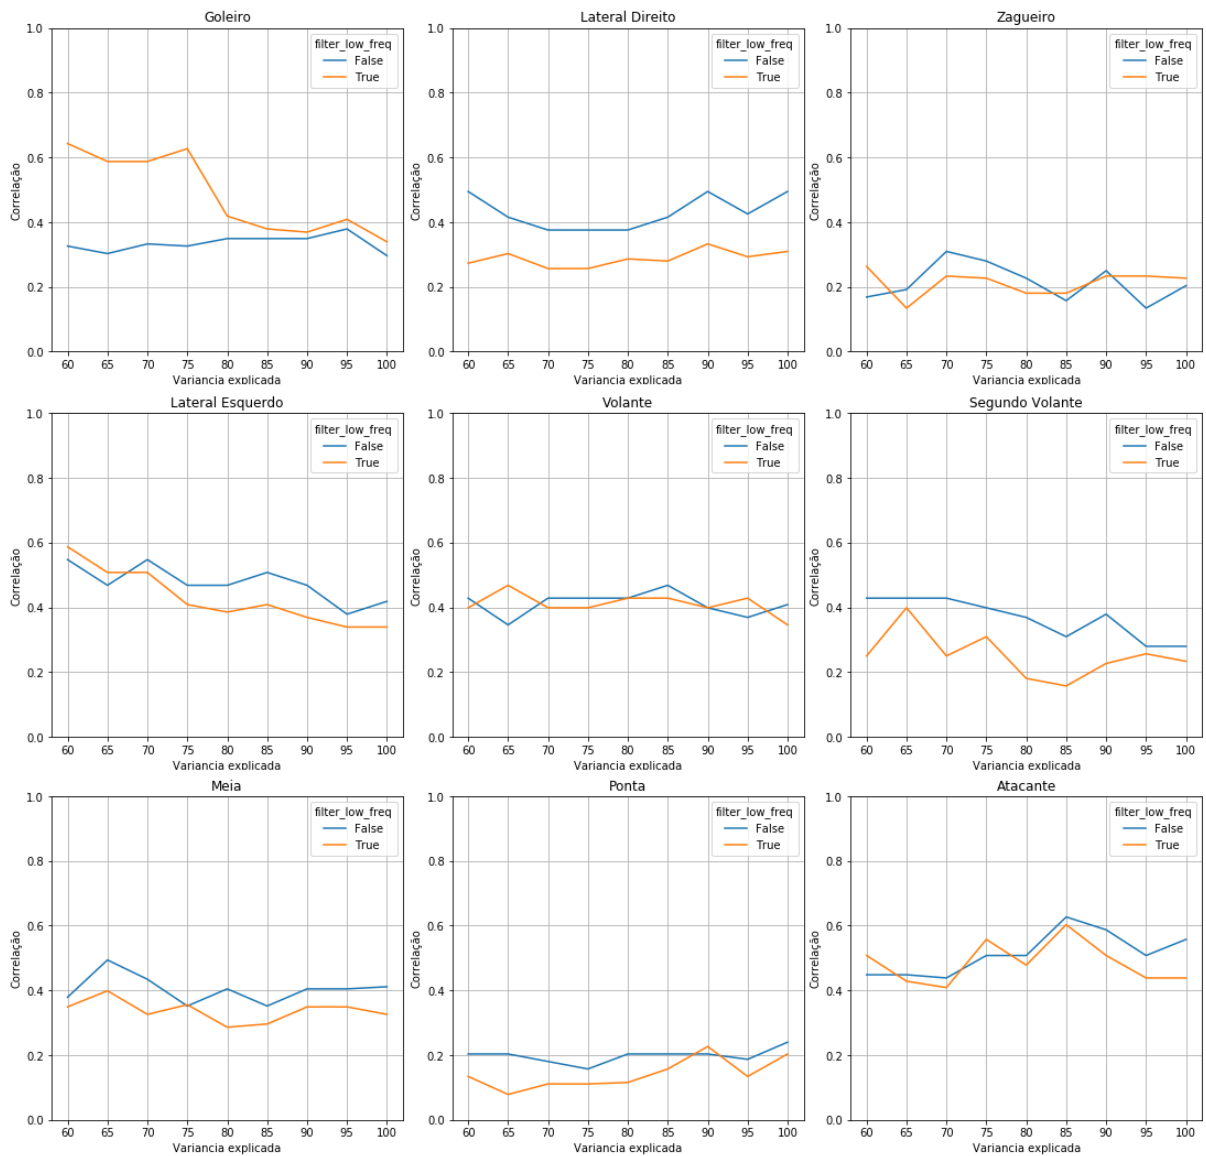 Goleiro
filter_low_freq
False
True
1.0
0.8
0.6
0.4
0.2
0.0
Correlação
60 65 70 75 80 85 90 95 100
Variancia explicada
Lateral Direito
filter_low_freq
False
True
1.0
0.8
0.6
0.4
0.2
0.0
Correlação
60 65 70 75 80 85 90 95 100
Variancia explicada
Zagueiro
filter_low_freq
False
True
1.0
0.8
0.6
0.4
0.2
0.0
Correlação
60 65 70 75 80 85 90 95 100
Variancia explicada
Lateral Esquerdo
filter_low_freq
False
True
1.0
0.8
0.6
0.4
0.2
0.0
Correlação
60 65 70 75 80 85 90 95 100
Variancia explicada
Volante
filter_low_freq
False
True
1.0
0.8
0.6
0.4
0.2
0.0
Correlação
60 65 70 75 80 85 90 95 100
Variancia explicada
Segundo Volante
filter_low_freq
False
True
1.0
0.8
0.6
0.4
0.2
0.0
Correlação
60 65 70 75 80 85 90 95 100
Variancia explicada
Meia
filter_low_freq
False
True
1.0
0.8
0.6
0.4
0.2
0.0
Correlação
60 65 70 75 80 85 90 95 100
Variancia explicada
Ponta
filter_low_freq
False
True
1.0
0.8
0.6
0.4
0.2
0.0
Correlação
60 65 70 75 80 85 90 95 100
Variancia explicada
Atacante
filter_low_freq
False
True
1.0
0.8
0.6
0.4
0.2
0.0
Correlação
60 65 70 75 80 85 90 95 100
Variancia explicada